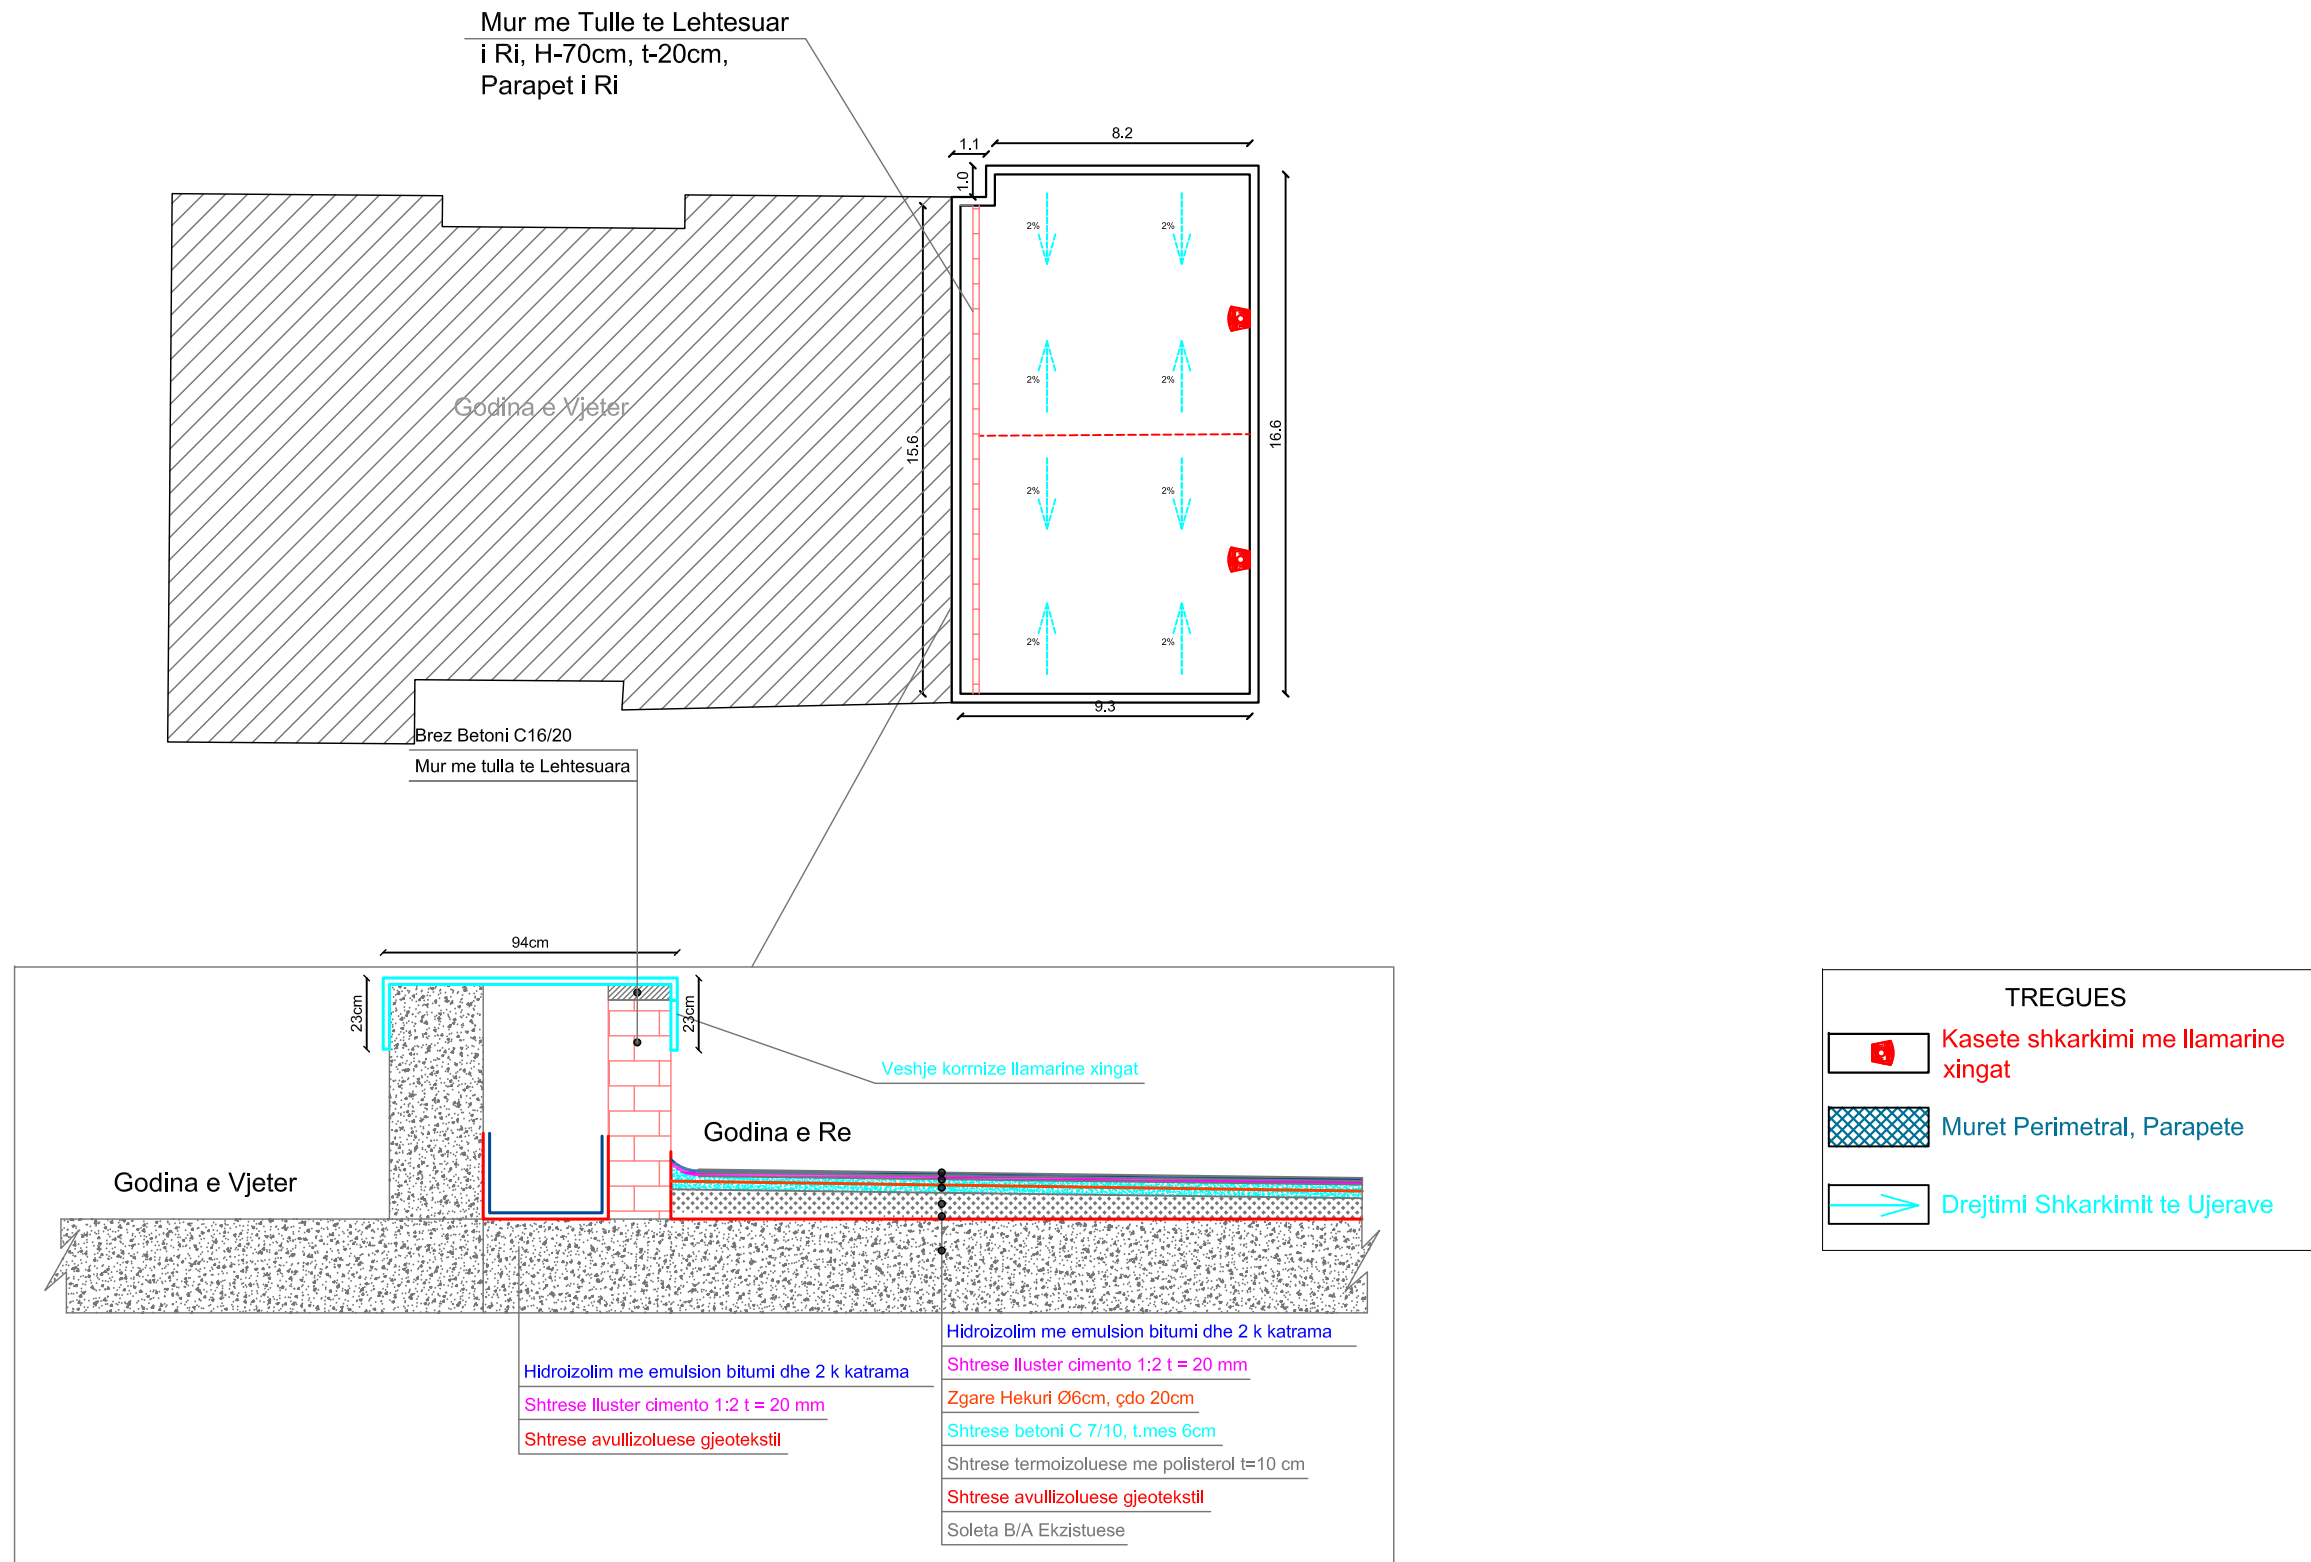 Mur me Tulle te Lehtesuar
i Ri, H-70cm, t-20cm,
Parapet i Ri
8.2
1.1
1.0
2%
2%
Godina e Vjeter
2%
2%
15.6
16.6
2%
2%
2%
2%
9.3
Brez Betoni C16/20
Mur me tulla te Lehtesuara
94cm
23cm
23cm
Veshje kornize llamarine xingat
Godina e Re
Godina e Vjeter
Hidroizolim me emulsion bitumi dhe 2 k katrama
Shtrese lluster cimento 1:2 t = 20 mm
Shtrese avullizoluese gjeotekstil
Hidroizolim me emulsion bitumi dhe 2 k katrama
Shtrese lluster cimento 1:2 t = 20 mm
Zgare Hekuri Ø6cm, çdo 20cm
Shtrese betoni C 7/10, t.mes 6cm
Shtrese termoizoluese me polisterol t=10 cm
Shtrese avullizoluese gjeotekstil
Soleta B/A Ekzistuese
TREGUES
Kasete shkarkimi me llamarine
xingat
Muret Perimetral, Parapete
Drejtimi Shkarkimit te Ujerave